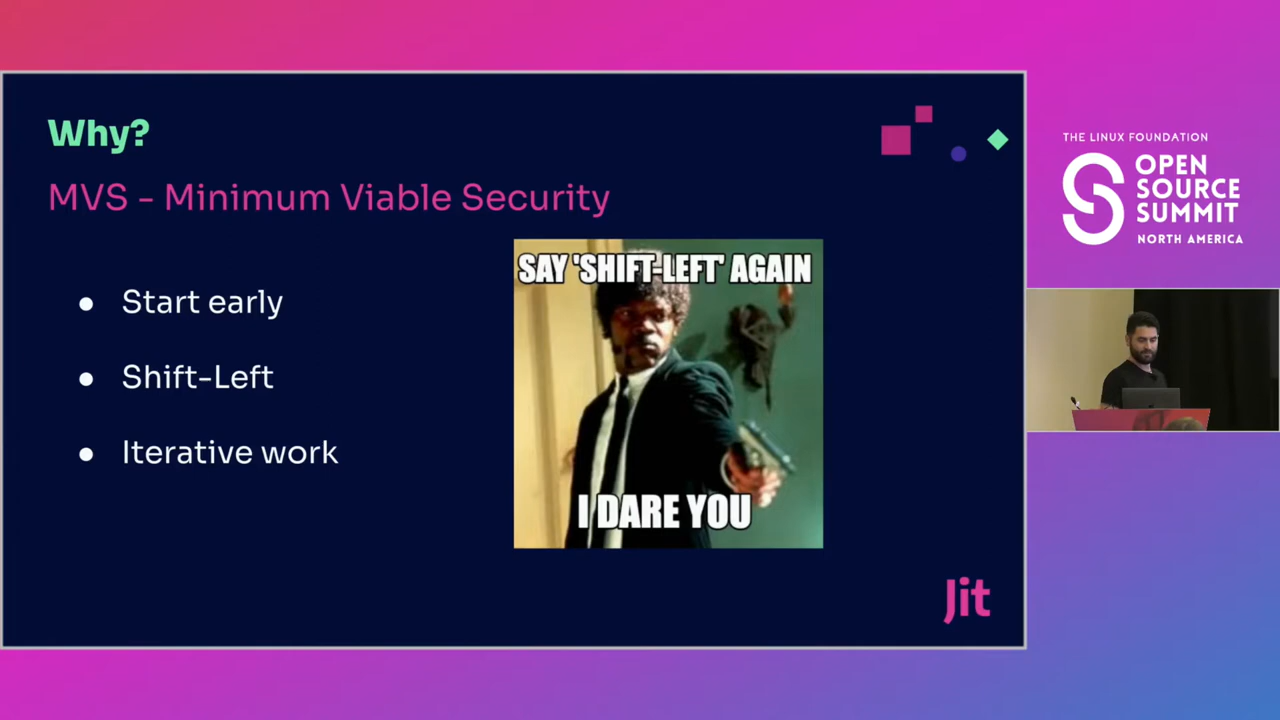 Why?
MVS - Minimum Viable Security
● Start early
● Shift-Left
● Iterative work
SAY 'SHIFT-LEFT' AGAIN
I DARE YOU
Jit
THE LINUX FOUNDATION
OPEN
SOURCE
SUMMIT
NORTH AMERICA